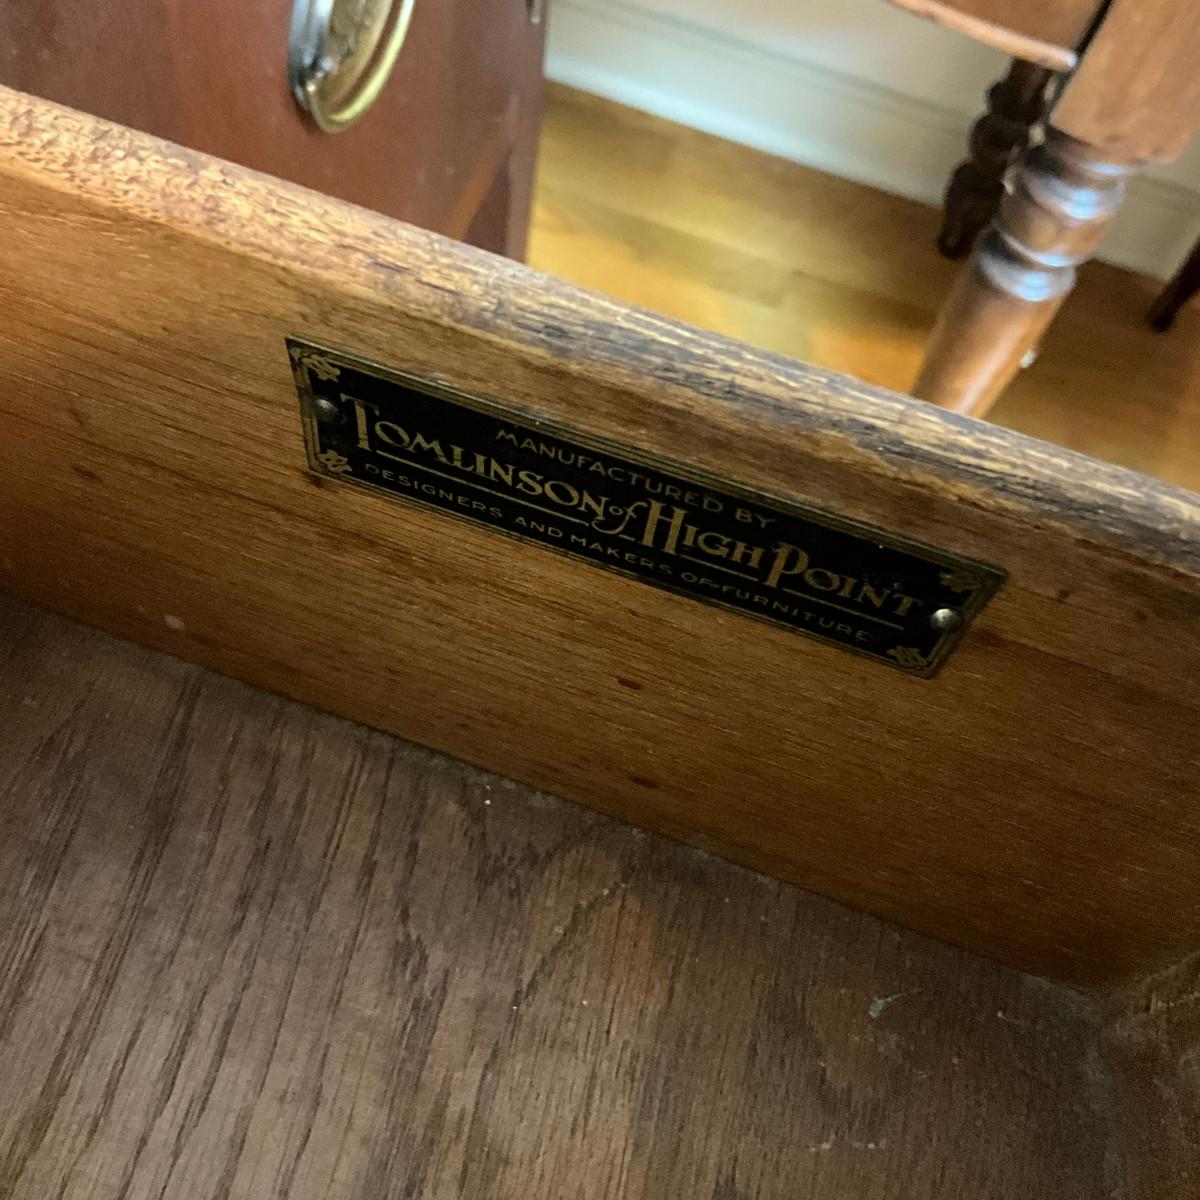 MANUFACTURED BY
TOMLINSON of HIGH POINT
DESIGNERS AND MAKERS OF FURNITURE